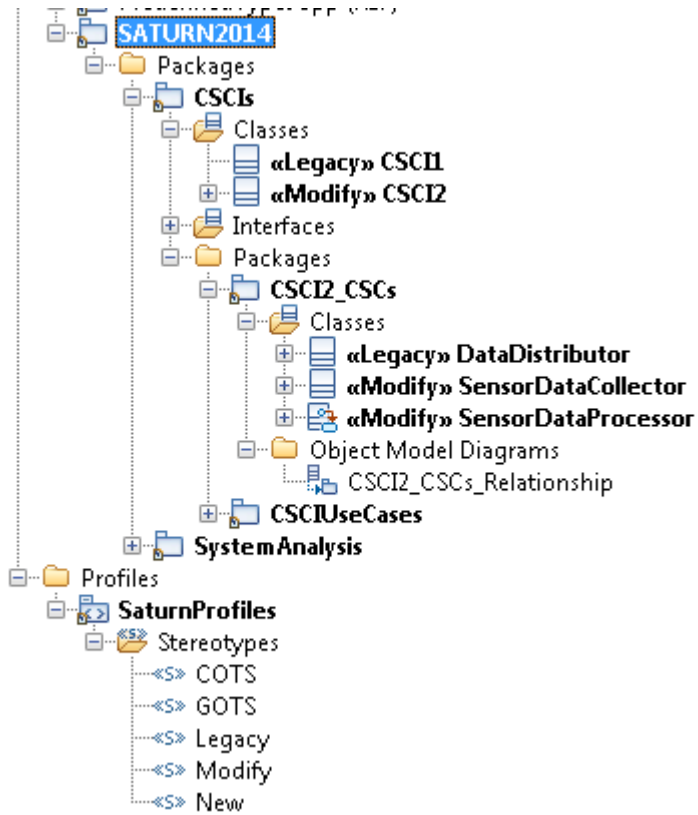 SATURN2014
Packages
CSCIs
Classes
«Legacy» CSCI1
«Modify» CSCI2
Interfaces
Packages
CSCI2_CSCs
Classes
«Legacy» DataDistributor
«Modify» SensorDataCollector
«Modify» SensorDataProcessor
Object Model Diagrams
CSCI2_CSCs_Relationship
CSCIUseCases
SystemAnalysis
Profiles
SaturnProfiles
«S» Stereotypes
«S» COTS
«S» GOTS
«S» Legacy
«S» Modify
«S» New